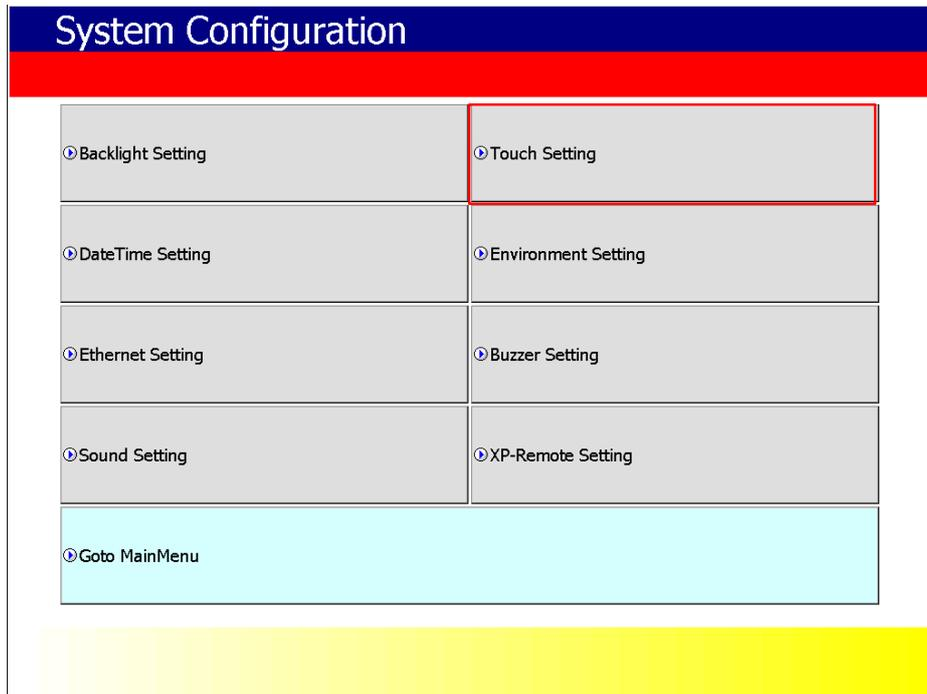 System Configuration
Backlight Setting
Touch Setting
DateTime Setting
Environment Setting
Ethernet Setting
Buzzer Setting
Sound Setting
XP-Remote Setting
Goto MainMenu